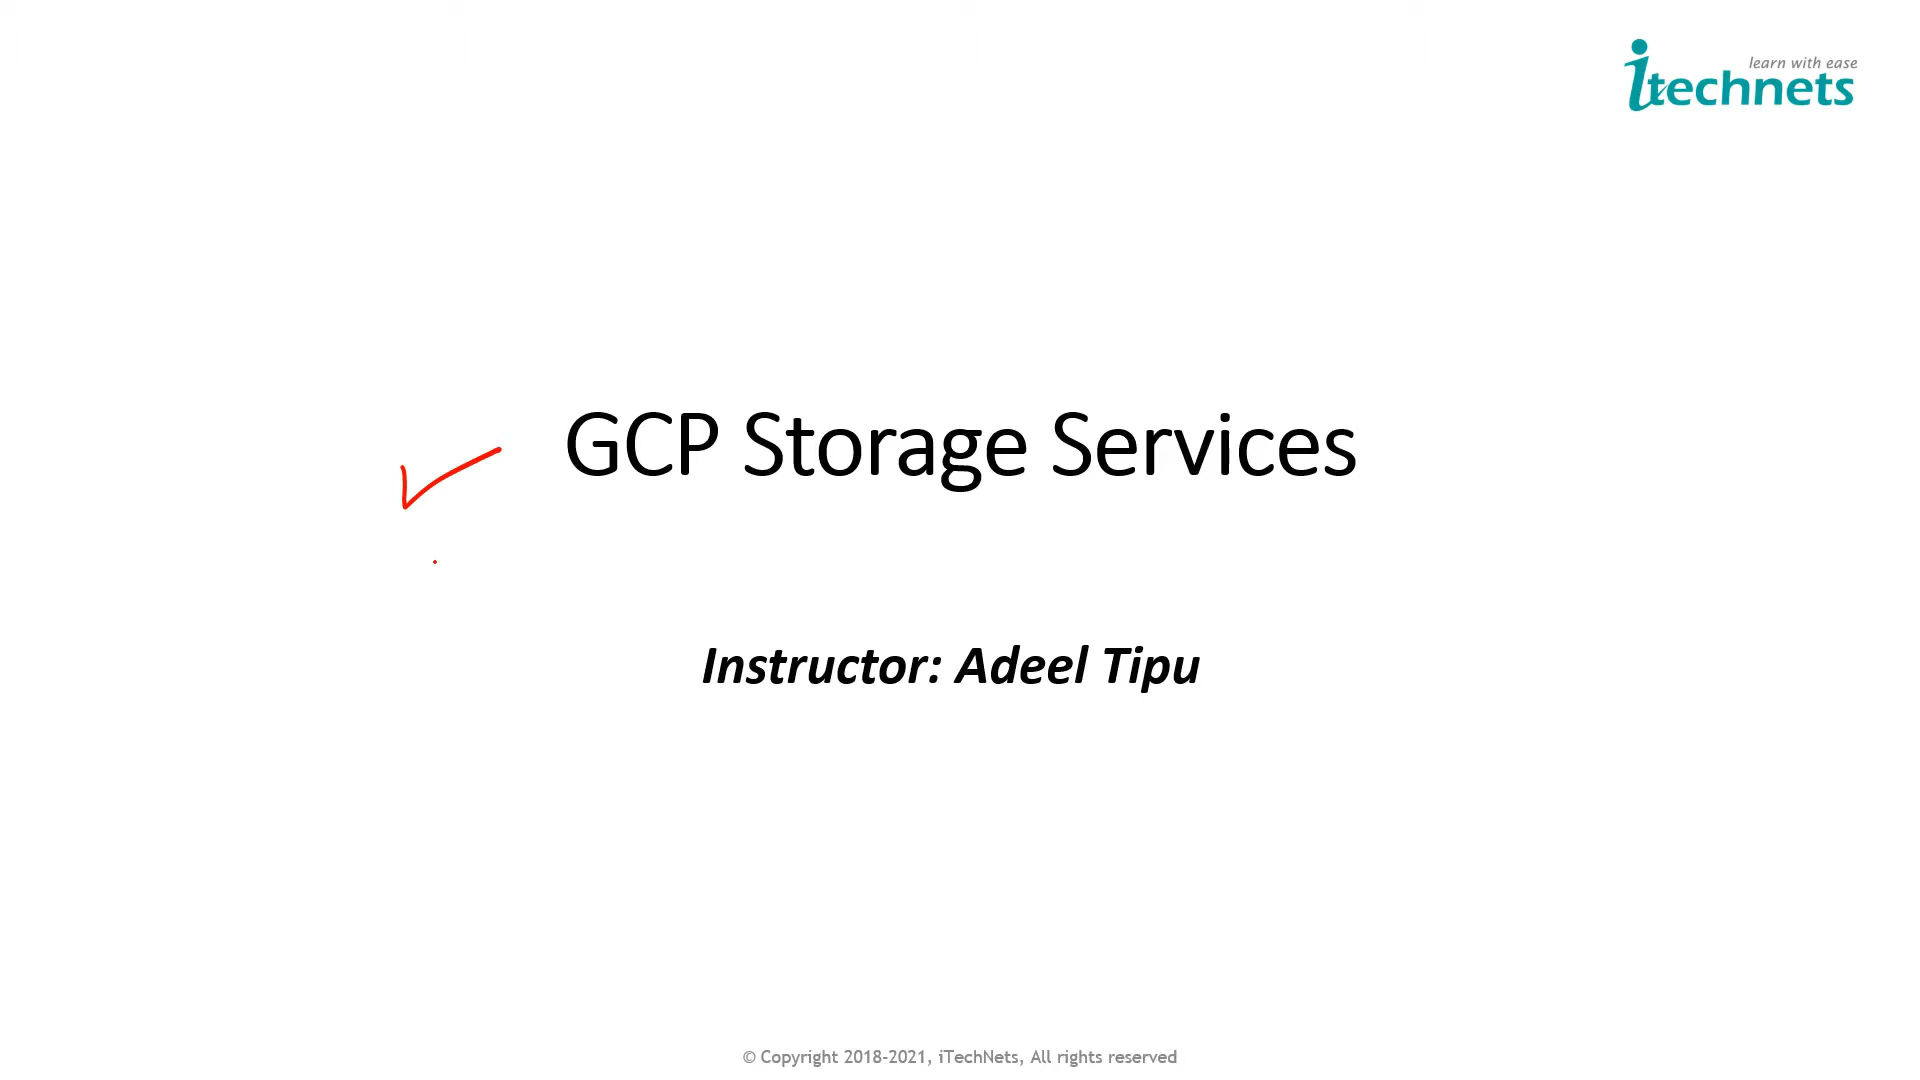 learn with ease
itechnets
GCP Storage Services
Instructor: Adeel Tipu
© Copyright 2018-2021, iTechNets, All rights reserved